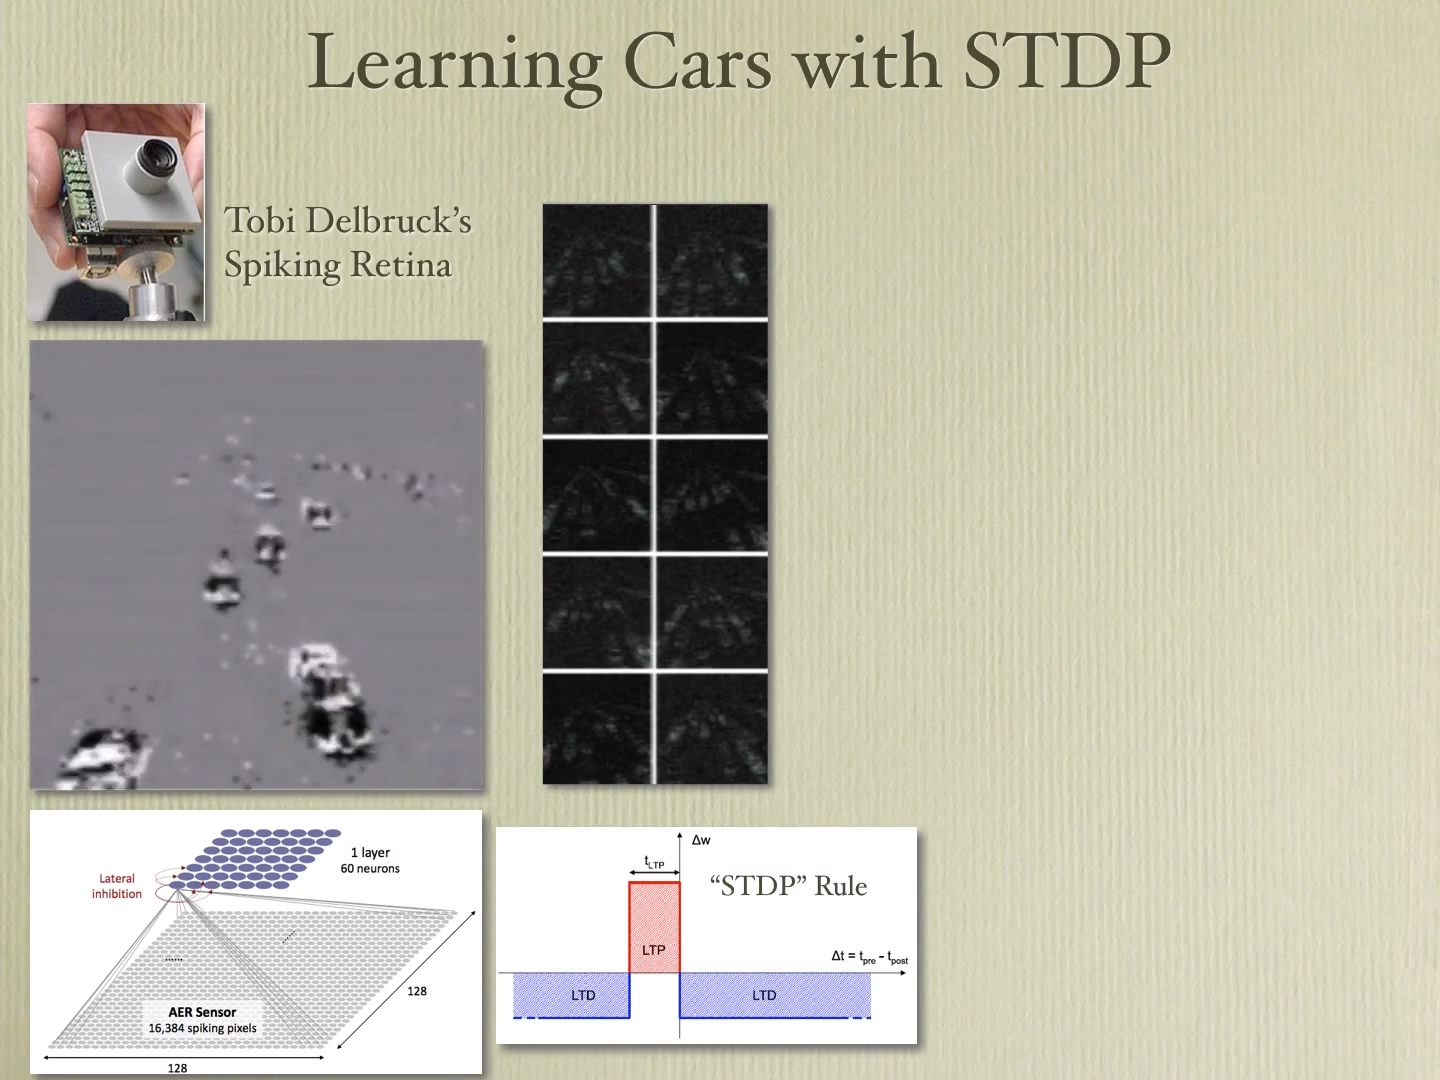 Learning Cars with STDP
Tobi Delbruck’s
Spiking Retina
1 layer
60 neurons
Lateral
inhibition
......
......
AER Sensor
16,384 spiking pixels
128
128
Δw
tLTP
“STDP” Rule
LTP
Δt = tpre - tpost
LTD
LTD